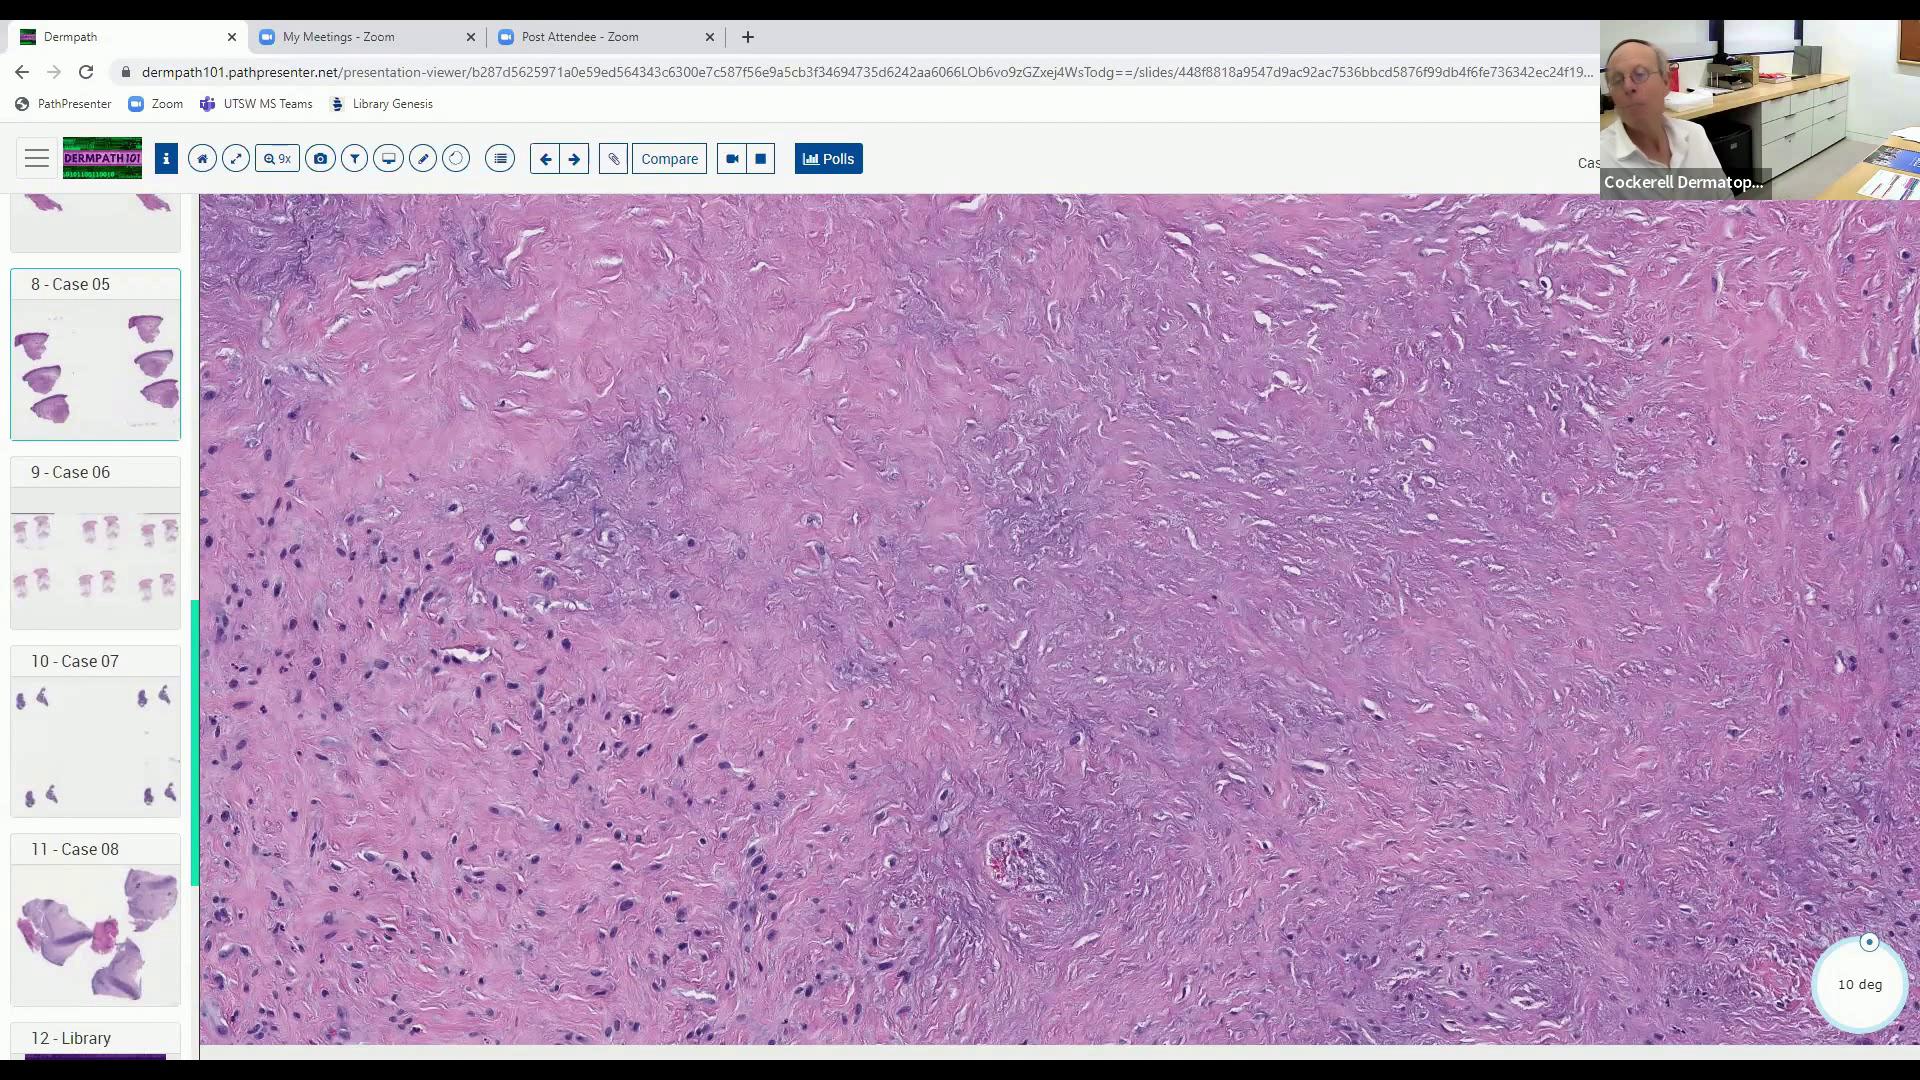 Dermpath
My Meetings - Zoom
Post Attendee - Zoom
dermpath101.pathpresenter.net/presentation-viewer/b287d5625971a0e59ed564343c6300e7c587f56e9a5cb3f34694735d6242aa6066LOb6vo9zGZxej4WsTodg==/slides/448f8818a9547d9ac92ac7536bbcd5876f99db4f6fe736342ec24f19...
PathPresenter
Zoom
UTSW MS Teams
Library Genesis
DERMPATH 101
9x
Compare
Polls
Cas
Cockerell Dermatop...
8 - Case 05
9 - Case 06
10 - Case 07
11 - Case 08
12 - Library
10 deg